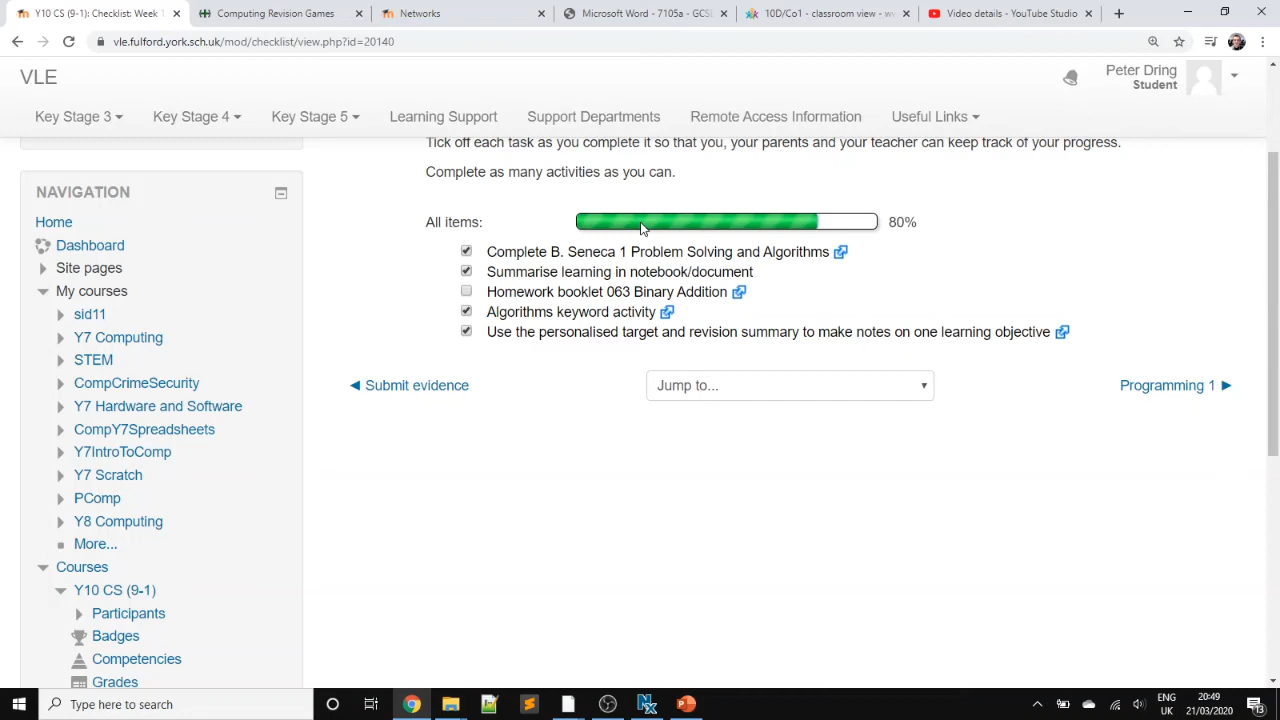 Y10 CS (9-1): Checklist: Week 1
Computing Revision Games
Networks
Microsoft Word - 7105a - GCSE
10D/Co1 - classroom view - w
Video details - YouTube Studio
vle.fulford.york.sch.uk/mod/checklist/view.php?id=20140
VLE
Peter Dring
Student
Key Stage 3
Key Stage 4
Key Stage 5
Learning Support
Support Departments
Remote Access Information
Useful Links
Tick off each task as you complete it so that you, your parents and your teacher can keep track of your progress.
Complete as many activities as you can.
All items:
80%
Complete B. Seneca 1 Problem Solving and Algorithms
Summarise learning in notebook/document
Homework booklet 063 Binary Addition
Algorithms keyword activity
Use the personalised target and revision summary to make notes on one learning objective
◄ Submit evidence
Jump to...
Programming 1 ►
NAVIGATION
Home
Dashboard
Site pages
My courses
sid11
Y7 Computing
STEM
CompCrimeSecurity
Y7 Hardware and Software
CompY7Spreadsheets
Y7IntroToComp
Y7 Scratch
PComp
Y8 Computing
More...
Courses
Y10 CS (9-1)
Participants
Badges
Competencies
Grades
Type here to search
ENG
UK
20:49
21/03/2020
13